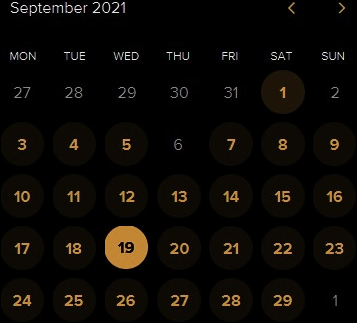 September 2021
MON TUE WED THU FRI SAT SUN
27 28 29 30 31 1 2
3 4 5 6 7 8 9
10 11 12 13 14 15 16
17 18 19 20 21 22 23
24 25 26 27 28 29 1